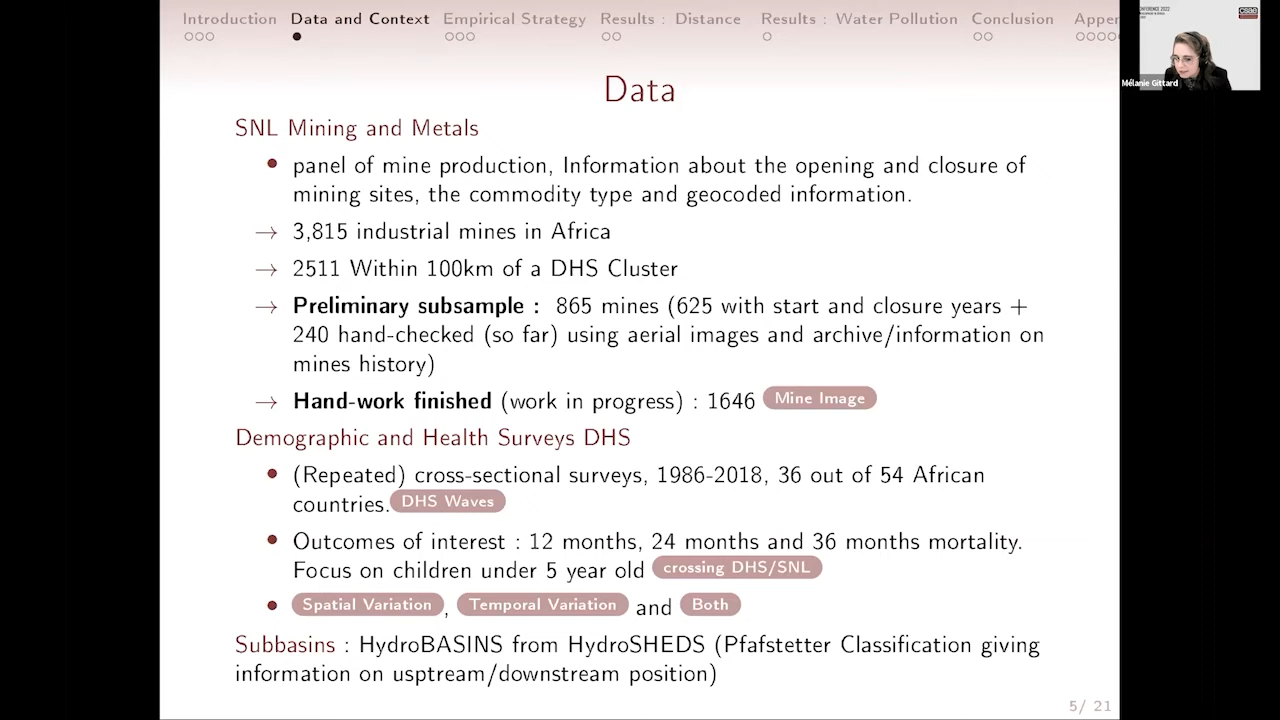 Introduction Data and Context Empirical Strategy Results : Distance Results : Water Pollution Conclusion Appen
Data
SNL Mining and Metals
panel of mine production, Information about the opening and closure of
mining sites, the commodity type and geocoded information.
→ 3,815 industrial mines in Africa
→ 2511 Within 100km of a DHS Cluster
→ Preliminary subsample : 865 mines (625 with start and closure years +
240 hand-checked (so far) using aerial images and archive/information on
mines history)
→ Hand-work finished (work in progress) : 1646 Mine Image
Demographic and Health Surveys DHS
(Repeated) cross-sectional surveys, 1986-2018, 36 out of 54 African
countries. DHS Waves
Outcomes of interest : 12 months, 24 months and 36 months mortality.
Focus on children under 5 year old crossing DHS/SNL
Spatial Variation , Temporal Variation and Both
Subbasins : HydroBASINS from HydroSHEDS (Pfafstetter Classification giving
information on usptream/downstream position)
5/ 21
CONFERENCE 2022
csae
Mélanie Gittard